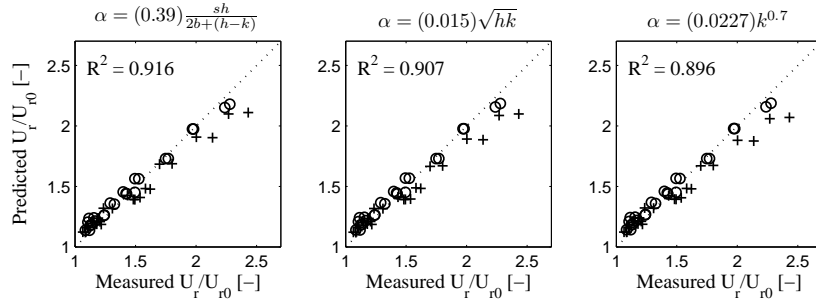 α = (0.39) sh / 2b+(h−k)
α = (0.015)√hk
α = (0.0227)k^0.7
Predicted U_r/U_r0 [-]
2.5
2
1.5
1
R² = 0.916
1 1.5 2 2.5
Measured U_r/U_r0 [-]
2.5
2
1.5
1
R² = 0.907
1 1.5 2 2.5
Measured U_r/U_r0 [-]
2.5
2
1.5
1
R² = 0.896
1 1.5 2 2.5
Measured U_r/U_r0 [-]